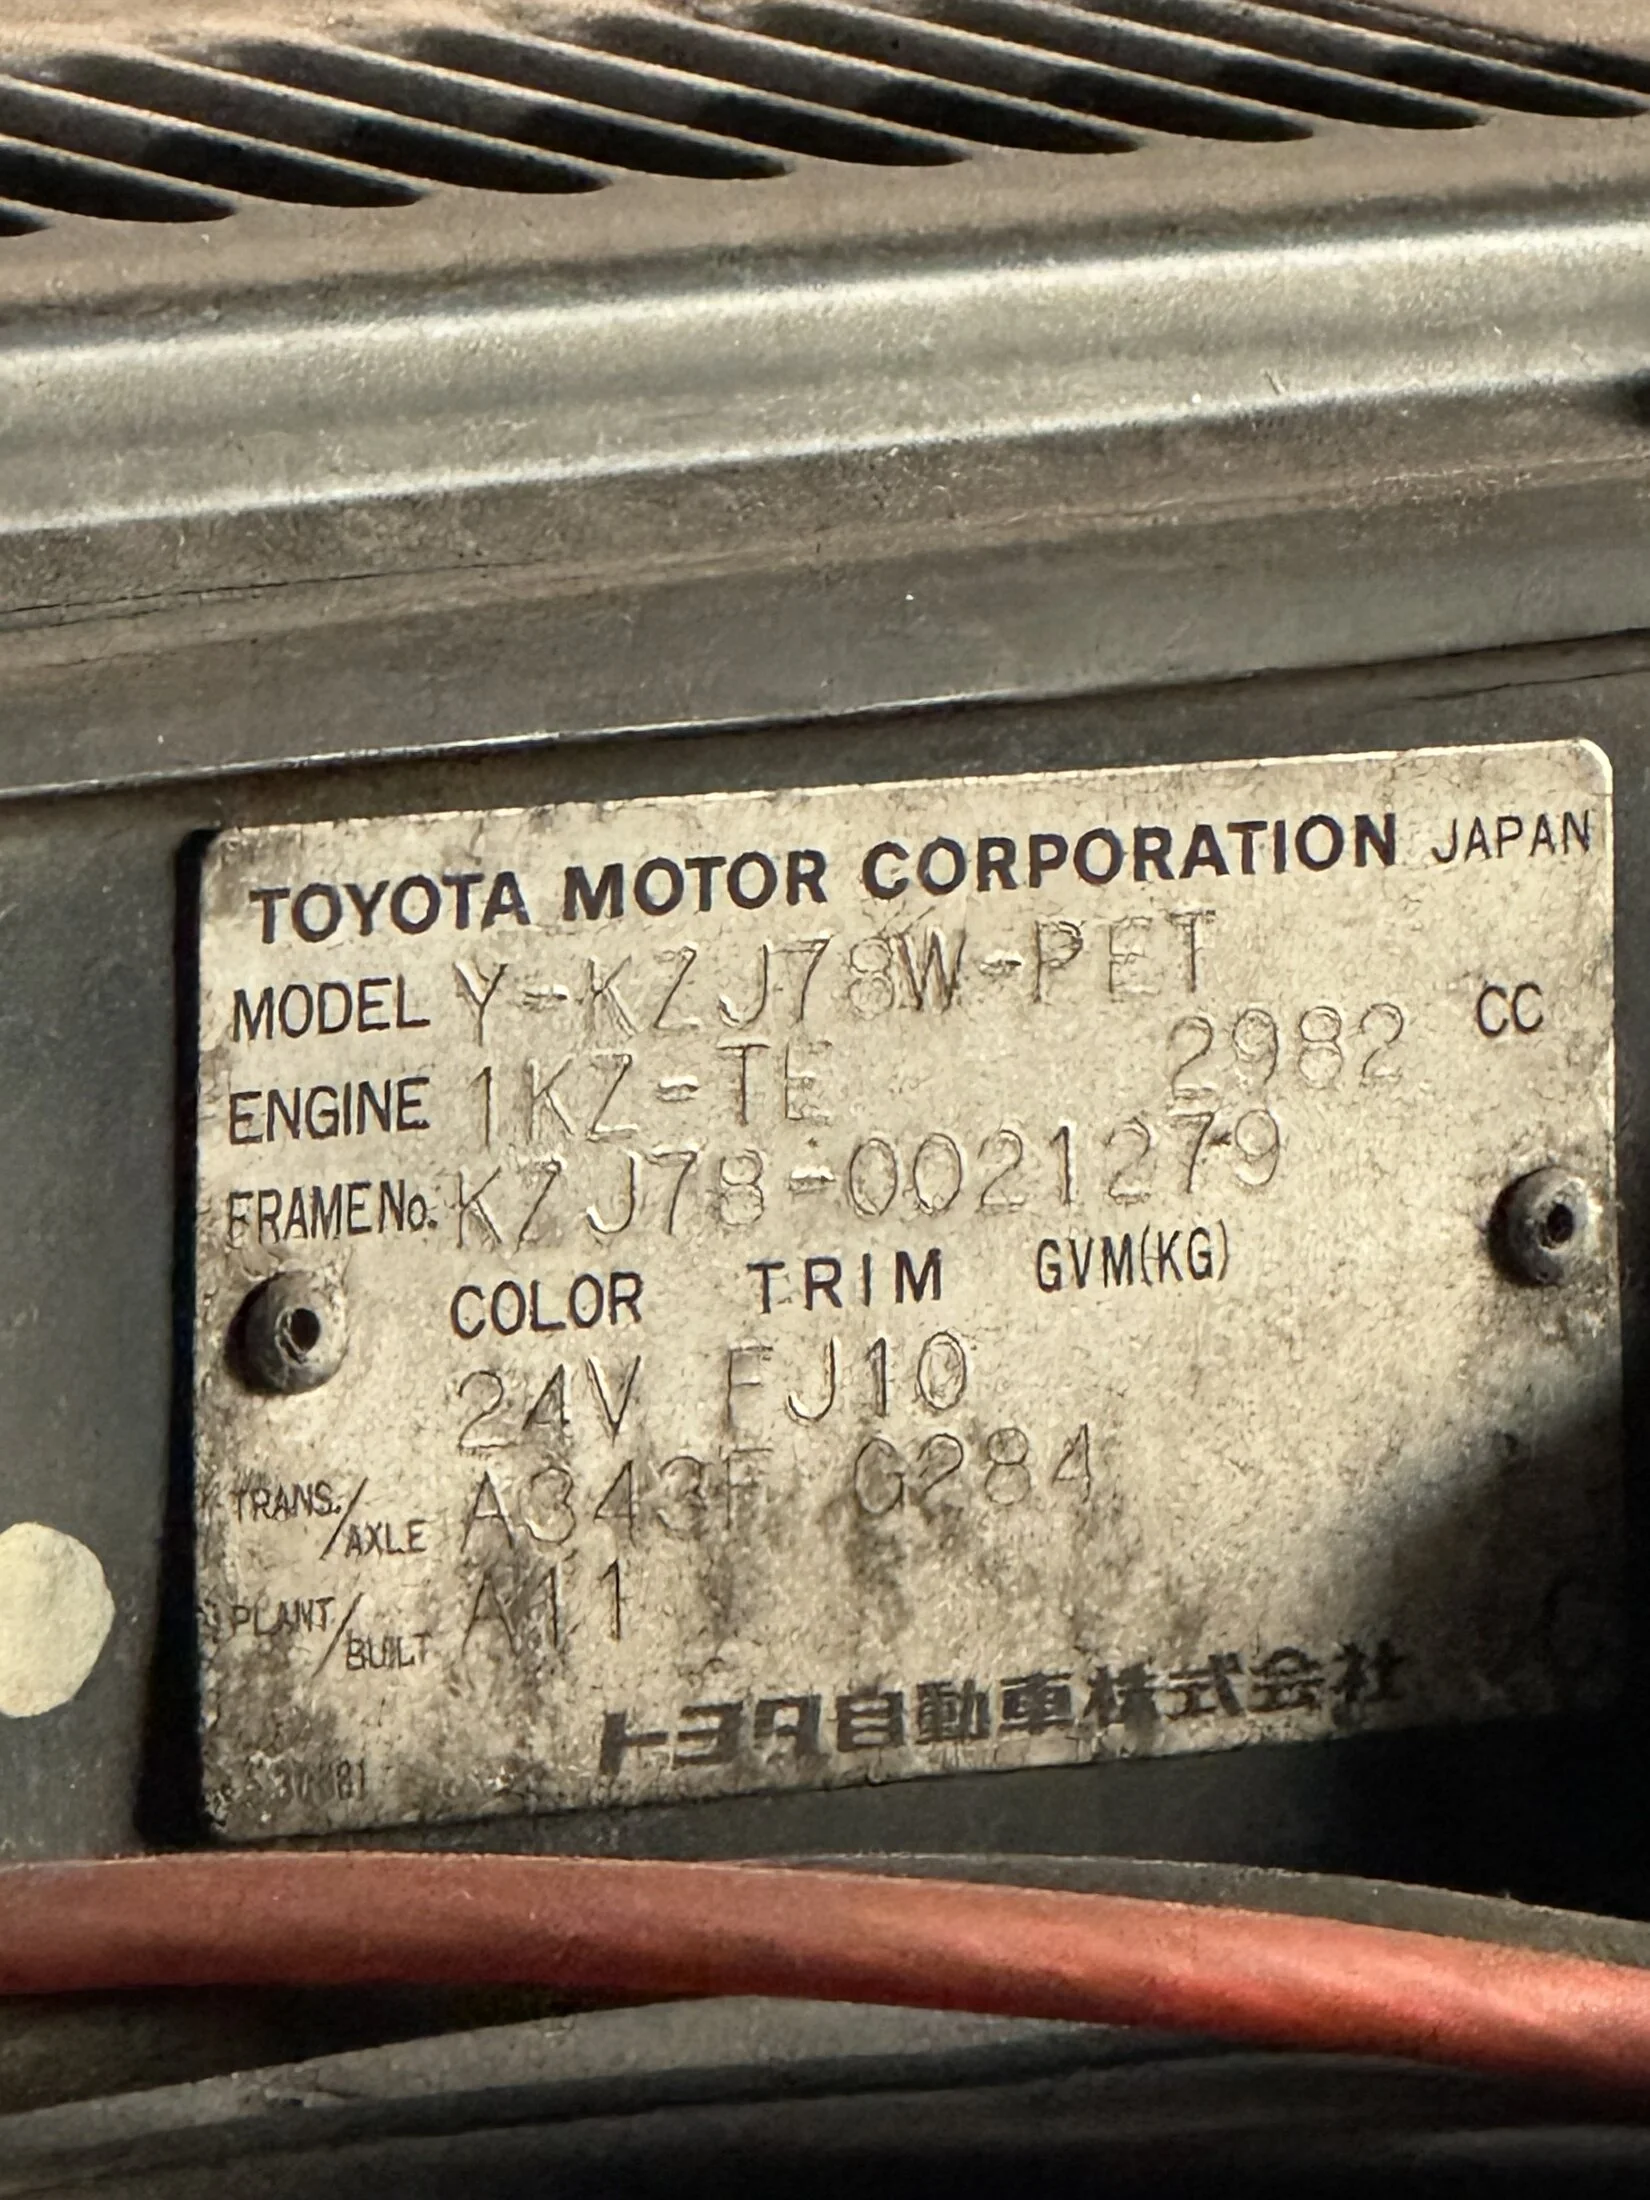 TOYOTA MOTOR CORPORATION JAPAN
MODEL Y-KZJ78W-PET
ENGINE 1KZ-TE 2982 CC
FRAME No. KZJ78-0021279
COLOR TRIM GVM(KG)
24V FJ10
TRANS./AXLE A343F G284
PLANT/BUILT A11
トヨタ自動車株式会社